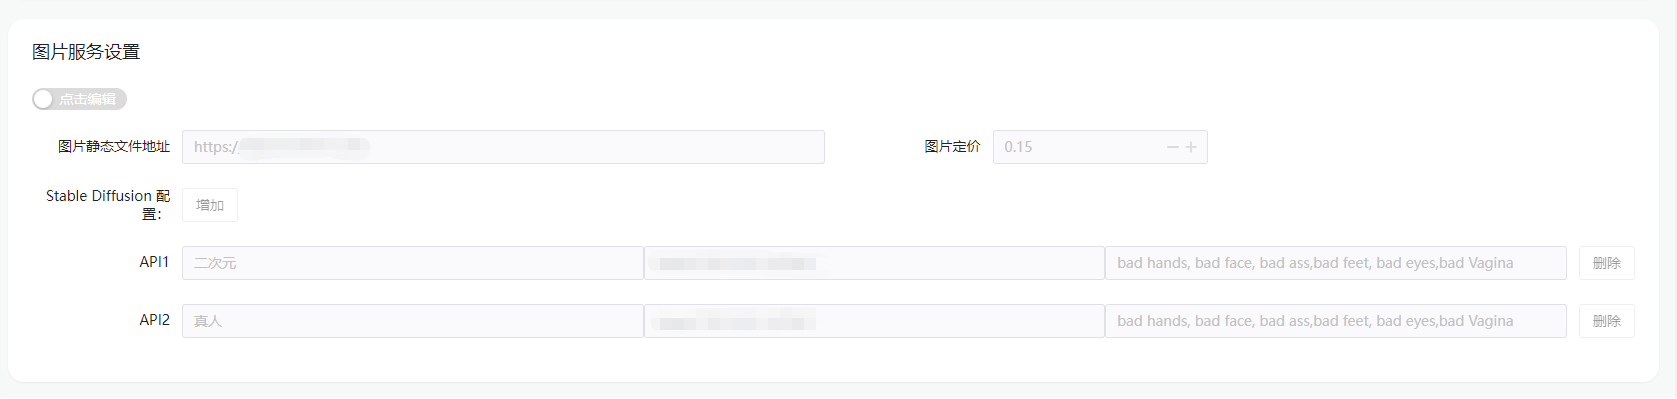 图片服务设置
点击编辑
图片静态文件地址 https:/ 图片定价 0.15
Stable Diffusion 配
置： 增加
API1 二次元 bad hands, bad face, bad ass,bad feet, bad eyes,bad Vagina 删除
API2 真人 bad hands, bad face, bad ass,bad feet, bad eyes,bad Vagina 删除